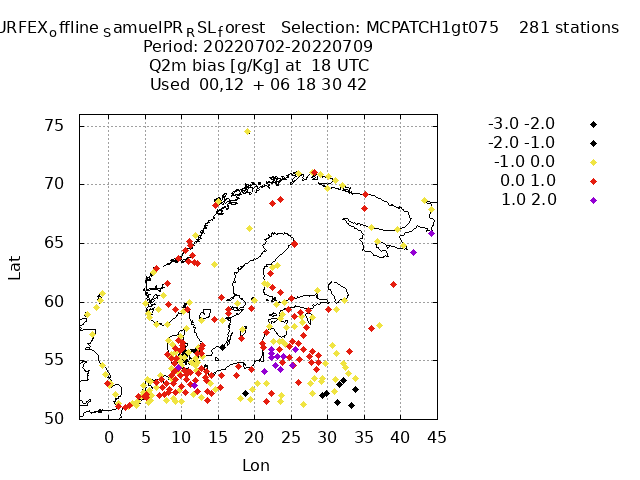 URFEXoffline SamuelPRRSLforest Selection: MCPATCH1gt075 281 stations
Period: 20220702-20220709
Q2m bias [g/Kg] at 18 UTC
Used 00,12 + 06 18 30 42
-3.0 -2.0
-2.0 -1.0
-1.0 0.0
0.0 1.0
1.0 2.0
75
70
65
60
55
50
Lat
0 5 10 15 20 25 30 35 40 45
Lon